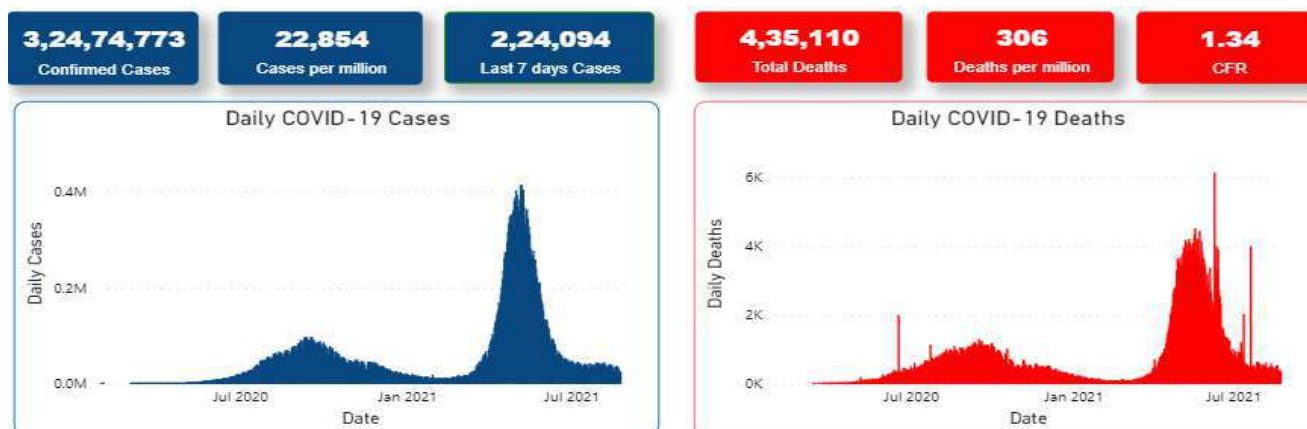 3,24,74,773
Confirmed Cases
22,854
Cases per million
2,24,094
Last 7 days Cases
4,35,110
Total Deaths
306
Deaths per million
1.34
CFR
Daily COVID-19 Cases
0.4M
0.2M
0.0M
Daily Cases
Jul 2020
Jan 2021
Jul 2021
Date
Daily COVID-19 Deaths
6K
4K
2K
0K
Daily Deaths
Jul 2020
Jan 2021
Jul 2021
Date